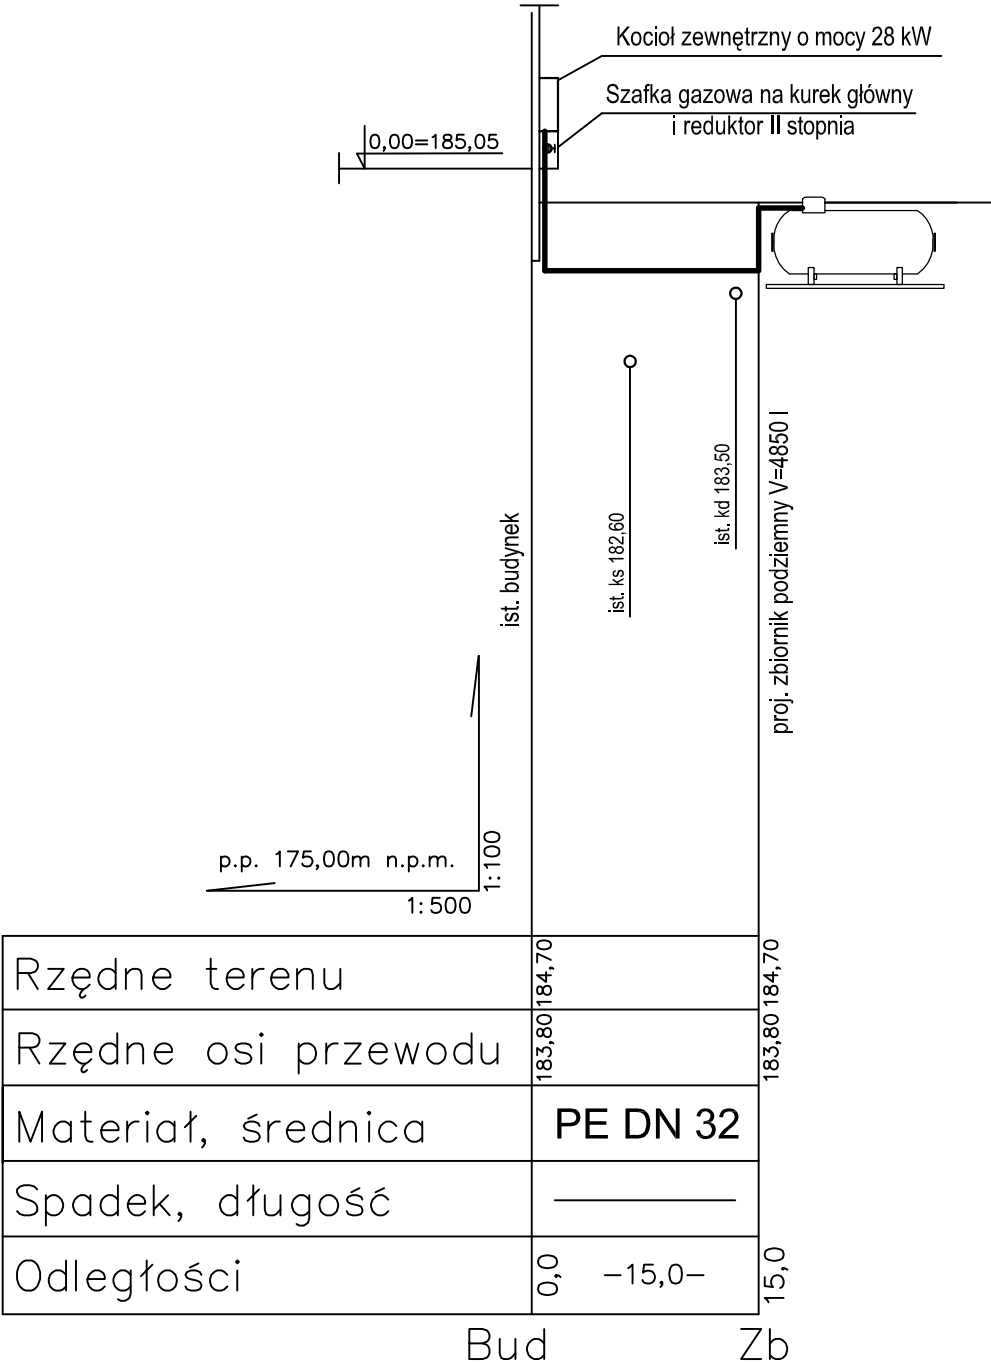 Kocioł zewnętrzny o mocy 28 kW
Szafka gazowa na kurek główny
i reduktor II stopnia
0,00=185,05
ist. budynek
ist. ks 182,60
ist. kd 183,50
proj. zbiornik podziemny V=4850 l
p.p. 175,00m n.p.m.
1:100
1:500
Rzędne terenu
184,70
184,70
Rzędne osi przewodu
183,80
183,80
Materiał, średnica
PE DN 32
Spadek, długość
Odległości
0,0
–15,0–
15,0
Bud
Zb